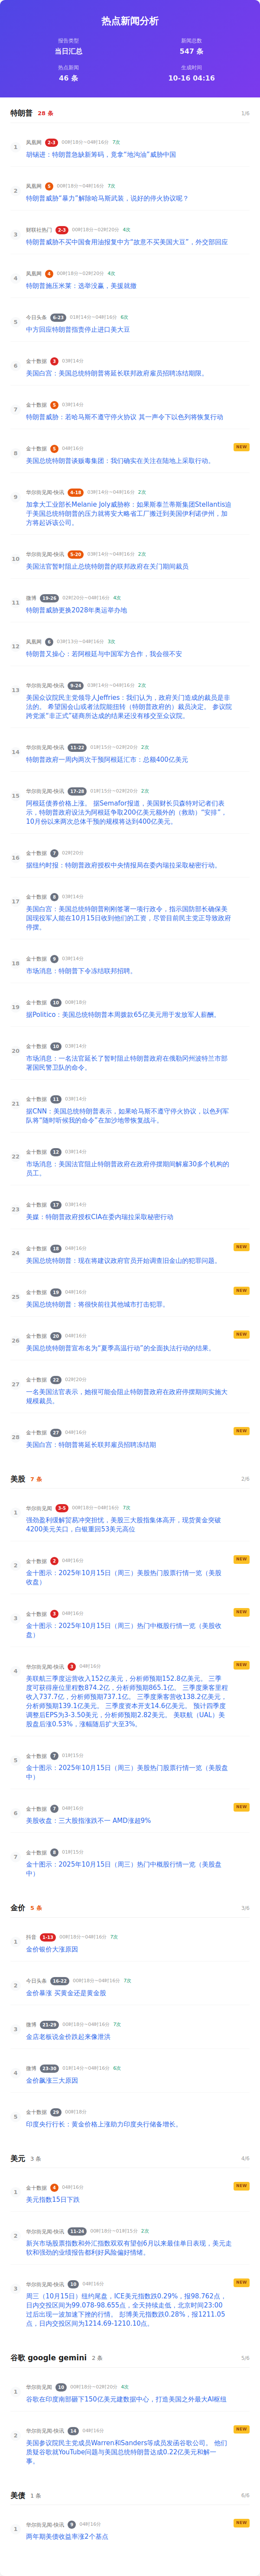 热点新闻分析
报告类型
当日汇总
新闻总数
547 条
热点新闻
46 条
生成时间
10-16 04:16
特朗普 28 条 1/6
1
凤凰网 2-3 00时18分~04时16分 7次
胡锡进：特朗普急缺新筹码，竟拿“地沟油”威胁中国
2
凤凰网 5 00时18分~04时16分 7次
特朗普威胁“暴力”解除哈马斯武装，说好的停火协议呢？
3
财联社热门 2-3 00时18分~02时20分 4次
特朗普威胁不买中国食用油报复中方“故意不买美国大豆”，外交部回应
4
凤凰网 4 00时18分~02时20分 4次
特朗普施压米莱：选举没赢，美援就撤
5
今日头条 6-23 01时14分~04时16分 6次
中方回应特朗普指责停止进口美大豆
6
金十数据 3 03时14分
美国白宫：美国总统特朗普将延长联邦政府雇员招聘冻结期限。
7
金十数据 5 03时14分
特朗普威胁：若哈马斯不遵守停火协议 其一声令下以色列将恢复行动
8
金十数据 5 04时16分 NEW
美国总统特朗普谈贩毒集团：我们确实在关注在陆地上采取行动。
9
华尔街见闻-快讯 4-18 03时14分~04时16分 2次
加拿大工业部长Melanie Joly威胁称：如果斯泰兰蒂斯集团Stellantis迫
于美国总统特朗普的压力就将安大略省工厂搬迁到美国伊利诺伊州，加
方将起诉该公司。
10
华尔街见闻-快讯 5-20 03时14分~04时16分 2次
美国法官暂时阻止总统特朗普的联邦政府在关门期间裁员
11
微博 19-26 02时20分~04时16分 4次
特朗普威胁更换2028年奥运举办地
12
凤凰网 6 03时13分~04时16分 3次
特朗普又操心：若阿根廷与中国军方合作，我会很不安
13
华尔街见闻-快讯 9-24 03时14分~04时16分 2次
美国众议院民主党领导人Jeffries：我们认为，政府关门造成的裁员是非
法的。 希望国会山或者法院能扭转（特朗普政府的）裁员决定。 参议院
跨党派“非正式”磋商所达成的结果还没有移交至众议院。
14
华尔街见闻-快讯 11-22 01时15分~02时20分 2次
特朗普政府一周内两次干预阿根廷汇市：总额400亿美元
15
华尔街见闻-快讯 17-28 01时15分~02时20分 2次
阿根廷债券价格上涨。 据Semafor报道，美国财长贝森特对记者们表
示，特朗普政府设法为阿根廷争取200亿美元额外的（救助）“安排”，
10月份以来两次总体干预的规模将达到400亿美元。
16
金十数据 7 02时20分
据纽约时报：特朗普政府授权中央情报局在委内瑞拉采取秘密行动。
17
金十数据 8 03时14分
美国白宫：美国总统特朗普刚刚签署一项行政令，指示国防部长确保美
国现役军人能在10月15日收到他们的工资，尽管目前民主党正导致政府
停摆。
18
金十数据 9 03时14分
市场消息：特朗普下令冻结联邦招聘。
19
金十数据 10 00时18分
据Politico：美国总统特朗普本周拨款65亿美元用于发放军人薪酬。
20
金十数据 10 03时14分
市场消息：一名法官延长了暂时阻止特朗普政府在俄勒冈州波特兰市部
署国民警卫队的命令。
21
金十数据 11 03时14分
据CNN：美国总统特朗普表示，如果哈马斯不遵守停火协议，以色列军
队将“随时听候我的命令”在加沙地带恢复战斗。
22
金十数据 12 03时14分
市场消息：美国法官阻止特朗普政府在政府停摆期间解雇30多个机构的
员工。
23
金十数据 17 03时14分
美媒：特朗普政府授权CIA在委内瑞拉采取秘密行动
24
金十数据 18 04时16分 NEW
美国总统特朗普：现在将建议政府官员开始调查旧金山的犯罪问题。
25
金十数据 19 04时16分 NEW
美国总统特朗普：将很快前往其他城市打击犯罪。
26
金十数据 20 04时16分 NEW
美国总统特朗普宣布名为“夏季高温行动”的全面执法行动的结果。
27
金十数据 22 02时20分
一名美国法官表示，她很可能会阻止特朗普政府在政府停摆期间实施大
规模裁员。
28
金十数据 27 04时16分 NEW
美国白宫：特朗普将延长联邦雇员招聘冻结期
美股 7 条 2/6
1
华尔街见闻 3-5 00时18分~04时16分 7次
强劲盈利缓解贸易冲突担忧，美股三大股指集体高开，现货黄金突破
4200美元关口，白银重回53美元高位
2
金十数据 2 04时16分 NEW
金十图示：2025年10月15日（周三）美股热门股票行情一览（美股
收盘）
3
金十数据 3 04时16分 NEW
金十图示：2025年10月15日（周三）热门中概股行情一览（美股收
盘）
4
华尔街见闻-快讯 3 04时16分 NEW
美联航三季度运营收入152亿美元，分析师预期152.8亿美元。 三季
度可获得座位里程数874.2亿，分析师预期865.1亿。 三季度乘客里程
收入737.7亿，分析师预期737.1亿。 三季度乘客营收138.2亿美元，
分析师预期139.1亿美元。 三季度资本开支14.6亿美元。 预计四季度
调整后EPS为3-3.50美元，分析师预期2.82美元。 美联航（UAL）美
股盘后涨0.53%，涨幅随后扩大至3%。
5
金十数据 7 01时15分
金十图示：2025年10月15日（周三）美股热门股票行情一览（美股盘
中）
6
金十数据 7 04时16分 NEW
美股收盘：三大股指涨跌不一 AMD涨超9%
7
金十数据 8 01时15分
金十图示：2025年10月15日（周三）热门中概股行情一览（美股盘
中）
金价 5 条 3/6
1
抖音 1-13 00时18分~04时16分 7次
金价银价大涨原因
2
今日头条 16-22 00时18分~04时16分 7次
金价暴涨 买黄金还是黄金股
3
微博 21-29 00时18分~04时16分 7次
金店老板说金价跌起来像泄洪
4
微博 23-30 01时14分~04时16分 6次
金价飙涨三大原因
5
金十数据 29 00时18分
印度央行行长：黄金价格上涨助力印度央行储备增长。
美元 3 条 4/6
1
金十数据 4 04时16分 NEW
美元指数15日下跌
2
华尔街见闻-快讯 11-24 00时18分~01时15分 2次
新兴市场股票指数和外汇指数双双有望创6月以来最佳单日表现，美元走
软和强劲的业绩报告都利好风险偏好情绪。
3
华尔街见闻-快讯 10 04时16分 NEW
周三（10月15日）纽约尾盘，ICE美元指数跌0.29%，报98.762点，
日内交投区间为99.078-98.655点，全天持续走低，北京时间23:00
过后出现一波加速下挫的行情。 彭博美元指数跌0.28%，报1211.05
点，日内交投区间为1214.69-1210.10点。
谷歌 google gemini 2 条 5/6
1
华尔街见闻 10 00时18分~02时20分 4次
谷歌在印度南部砸下150亿美元建数据中心，打造美国之外最大AI枢纽
2
华尔街见闻-快讯 14 04时16分 NEW
美国参议院民主党成员Warren和Sanders等成员发函谷歌公司。 他们
质疑谷歌就YouTube问题与美国总统特朗普达成0.22亿美元和解一
事。
美债 1 条 6/6
1
华尔街见闻-快讯 9 04时16分 NEW
两年期美债收益率涨2个基点